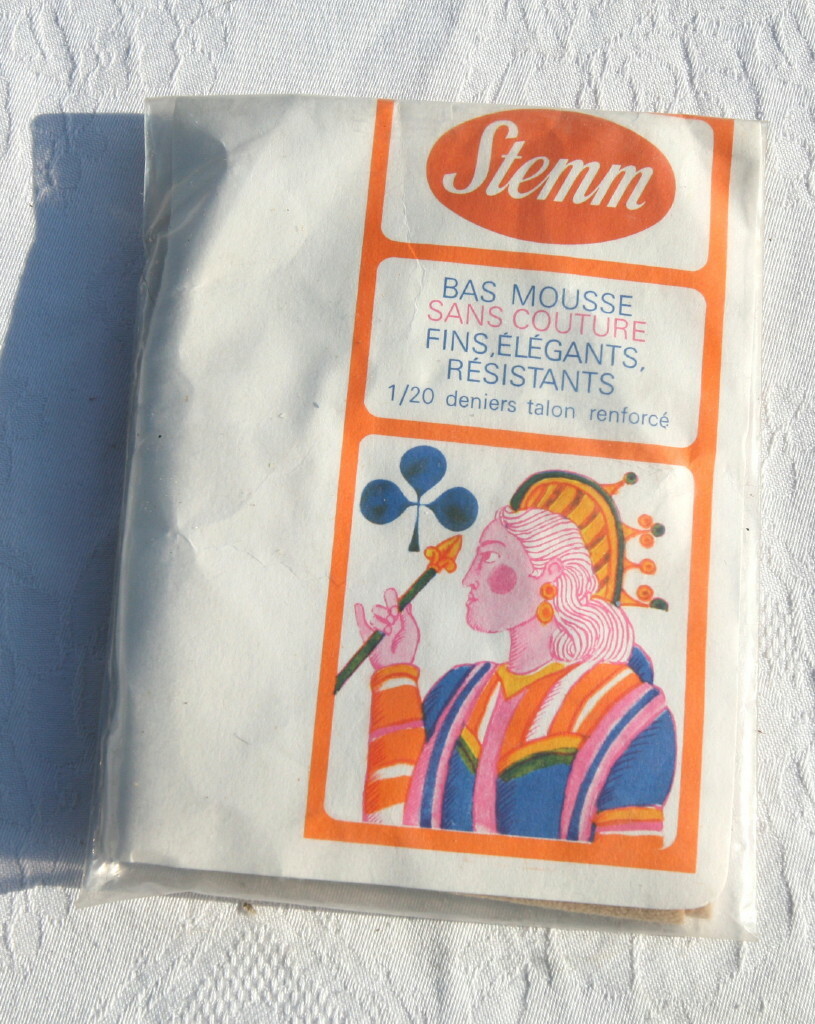 Stemm
BAS MOUSSE
SANS COUTURE
FINS,ÉLÉGANTS,
RÉSISTANTS
1/20 deniers talon renforcé